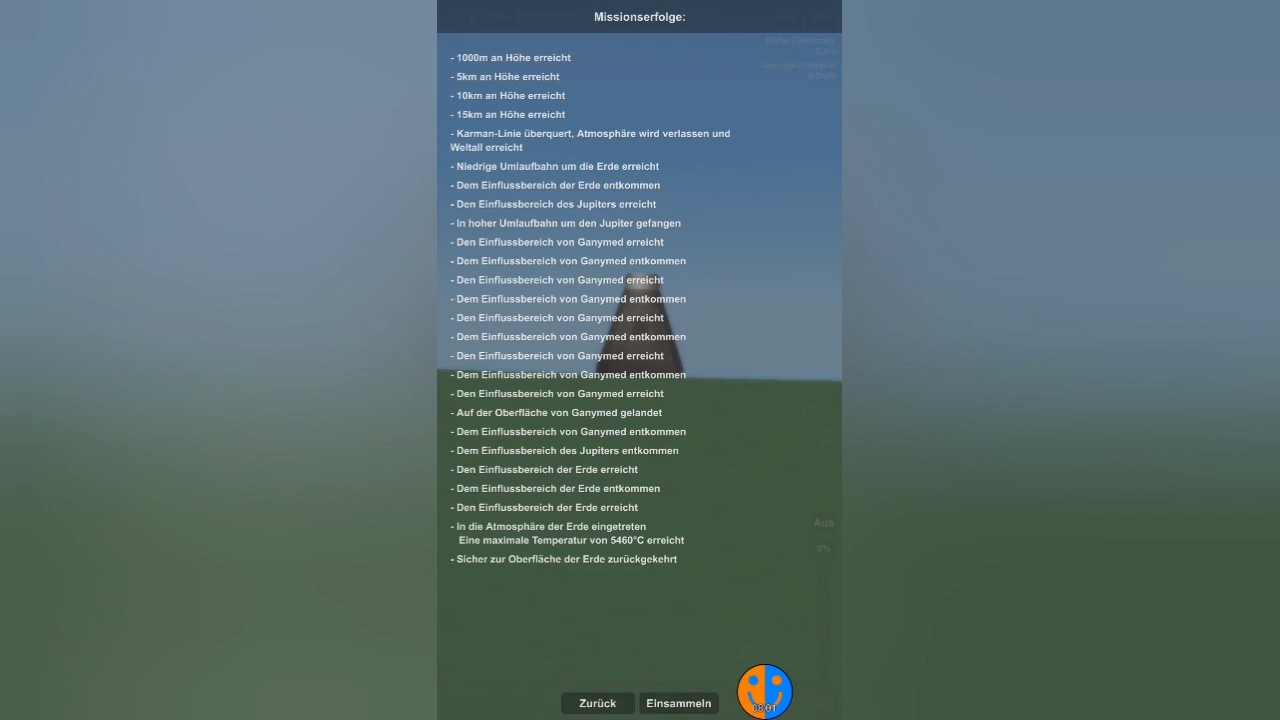 Missionserfolge:
Höhe (Gelände)
- 1000m an Höhe erreicht
- 5km an Höhe erreicht
- 10km an Höhe erreicht
- 15km an Höhe erreicht
- Karman-Linie überquert, Atmosphäre wird verlassen und
Weltall erreicht
- Niedrige Umlaufbahn um die Erde erreicht
- Dem Einflussbereich der Erde entkommen
- Den Einflussbereich des Jupiters erreicht
- In hoher Umlaufbahn um den Jupiter gefangen
- Den Einflussbereich von Ganymed erreicht
- Dem Einflussbereich von Ganymed entkommen
- Den Einflussbereich von Ganymed erreicht
- Dem Einflussbereich von Ganymed entkommen
- Den Einflussbereich von Ganymed erreicht
- Dem Einflussbereich von Ganymed entkommen
- Den Einflussbereich von Ganymed erreicht
- Dem Einflussbereich von Ganymed entkommen
- Den Einflussbereich von Ganymed erreicht
- Auf der Oberfläche von Ganymed gelandet
- Dem Einflussbereich von Ganymed entkommen
- Dem Einflussbereich des Jupiters entkommen
- Den Einflussbereich der Erde erreicht
- Dem Einflussbereich der Erde entkommen
- Den Einflussbereich der Erde erreicht
- In die Atmosphäre der Erde eingetreten
Eine maximale Temperatur von 5460°C erreicht
- Sicher zur Oberfläche der Erde zurückgekehrt
Aus
0%
Zurück
Einsammeln